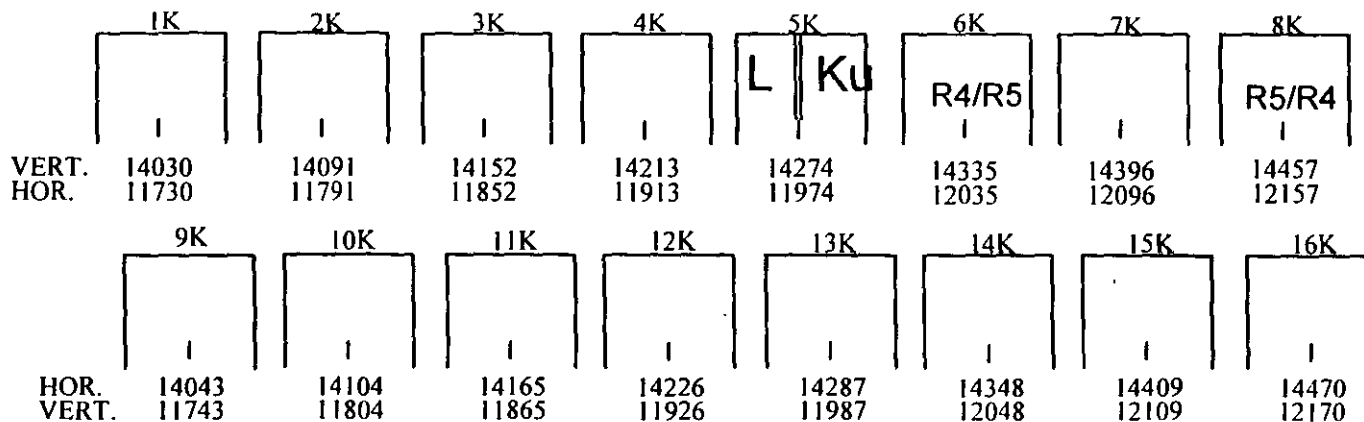 1K 2K 3K 4K 5K 6K 7K 8K
L Ku R4/R5 R5/R4
VERT. 14030 14091 14152 14213 14274 14335 14396 14457
HOR. 11730 11791 11852 11913 11974 12035 12096 12157
9K 10K 11K 12K 13K 14K 15K 16K
HOR. 14043 14104 14165 14226 14287 14348 14409 14470
VERT. 11743 11804 11865 11926 11987 12048 12109 12170